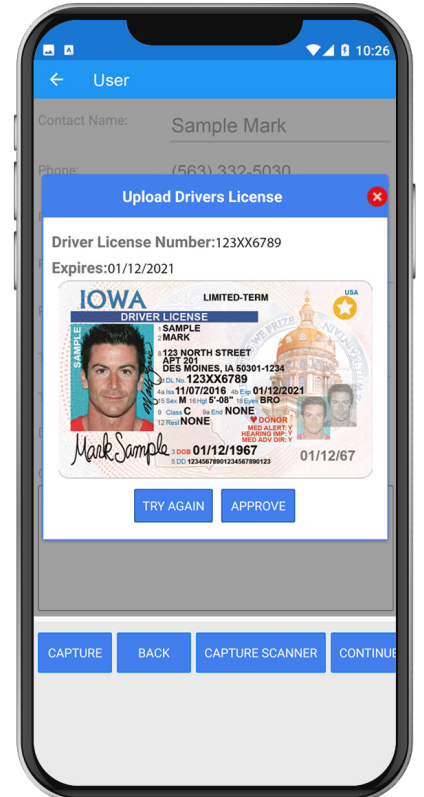 10:26
User
Contact Name:
Sample Mark
Phone:
(563) 332-5030
Upload Drivers License
Driver License Number:123XX6789
Expires:01/12/2021
IOWA
LIMITED-TERM
USA
DRIVER LICENSE
SAMPLE
1 SAMPLE
2 MARK
8 123 NORTH STREET
APT 201
DES MOINES, IA 50301-1234
4d DL No. 123XX6789
4a Iss 11/07/2016 4b Exp 01/12/2021
15 Sex M 16 Hgt 5'-08" 18 Eyes BRO
9 Class C 9a End NONE
12 Rest NONE
DONOR
MED ALERT: Y
HEARING IMP: Y
MED ADV DIR: Y
Mark Sample
3 DOB 01/12/1967
01/12/67
5 DD 12345678901234567890123
TRY AGAIN
APPROVE
CAPTURE
BACK
CAPTURE SCANNER
CONTINUE